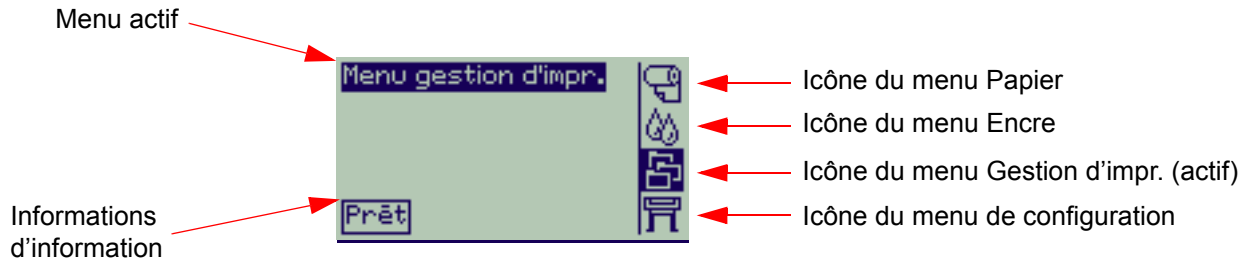 Menu actif
Menu gestion d'impr.
Icône du menu Papier
Icône du menu Encre
Icône du menu Gestion d’impr. (actif)
Prêt
Icône du menu de configuration
Informations
d’information